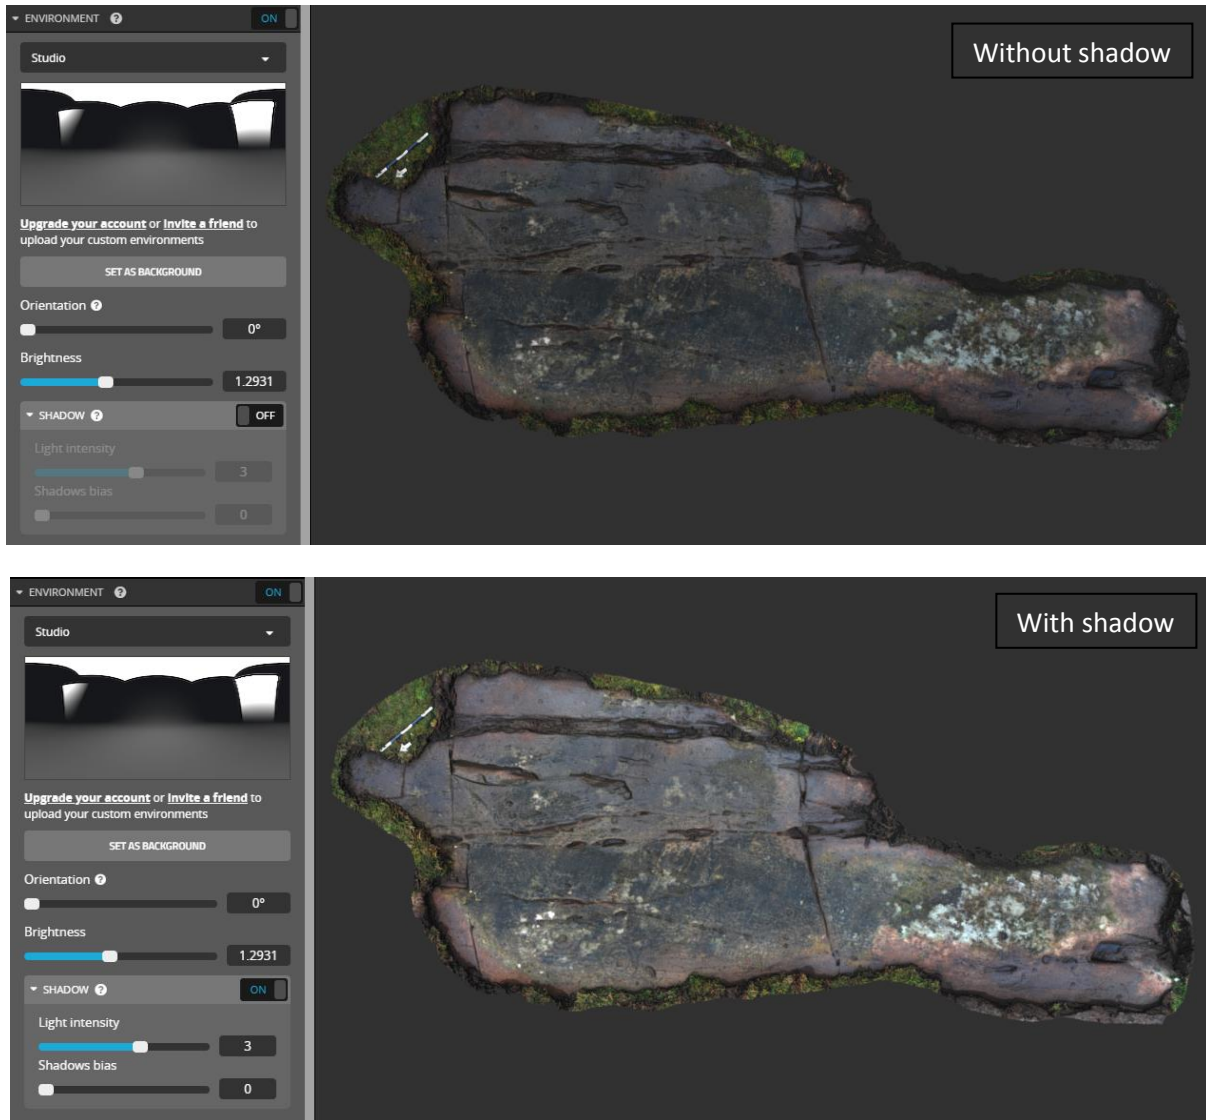 ENVIRONMENT ? ON
Without shadow
Studio
Upgrade your account or Invite a friend to
upload your custom environments
SET AS BACKGROUND
Orientation ?
0°
Brightness
1.2931
SHADOW ? OFF
Light intensity
3
Shadows bias
0
ENVIRONMENT ? ON
With shadow
Studio
Upgrade your account or Invite a friend to
upload your custom environments
SET AS BACKGROUND
Orientation ?
0°
Brightness
1.2931
SHADOW ? ON
Light intensity
3
Shadows bias
0